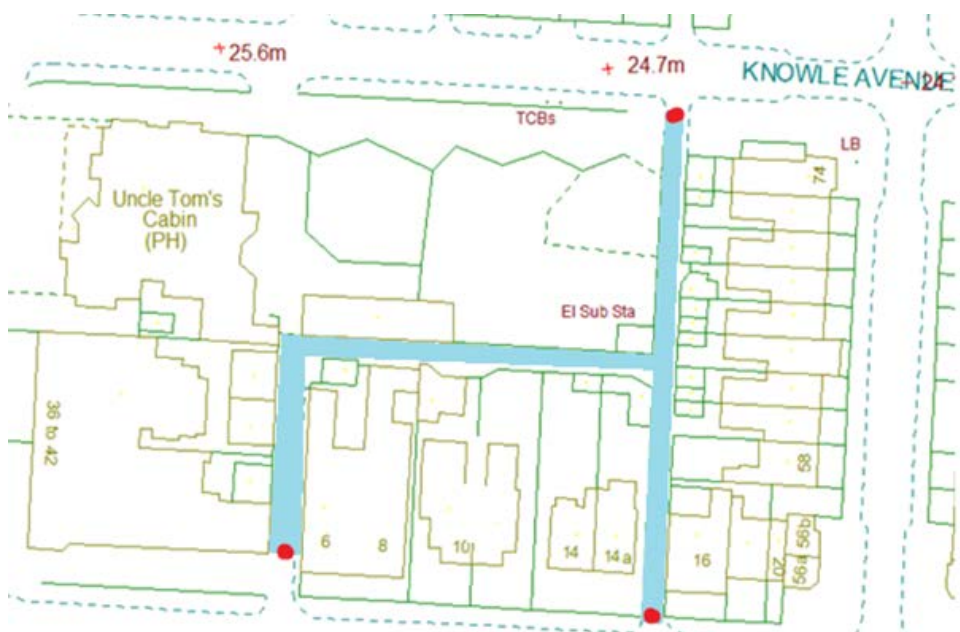 25.6m
24.7m
KNOWLE AVENUE
TCBs
LB
74
Uncle Tom's
Cabin
(PH)
El Sub Sta
36 to 42
58
6
8
10
14
14a
16
20
56a
56b